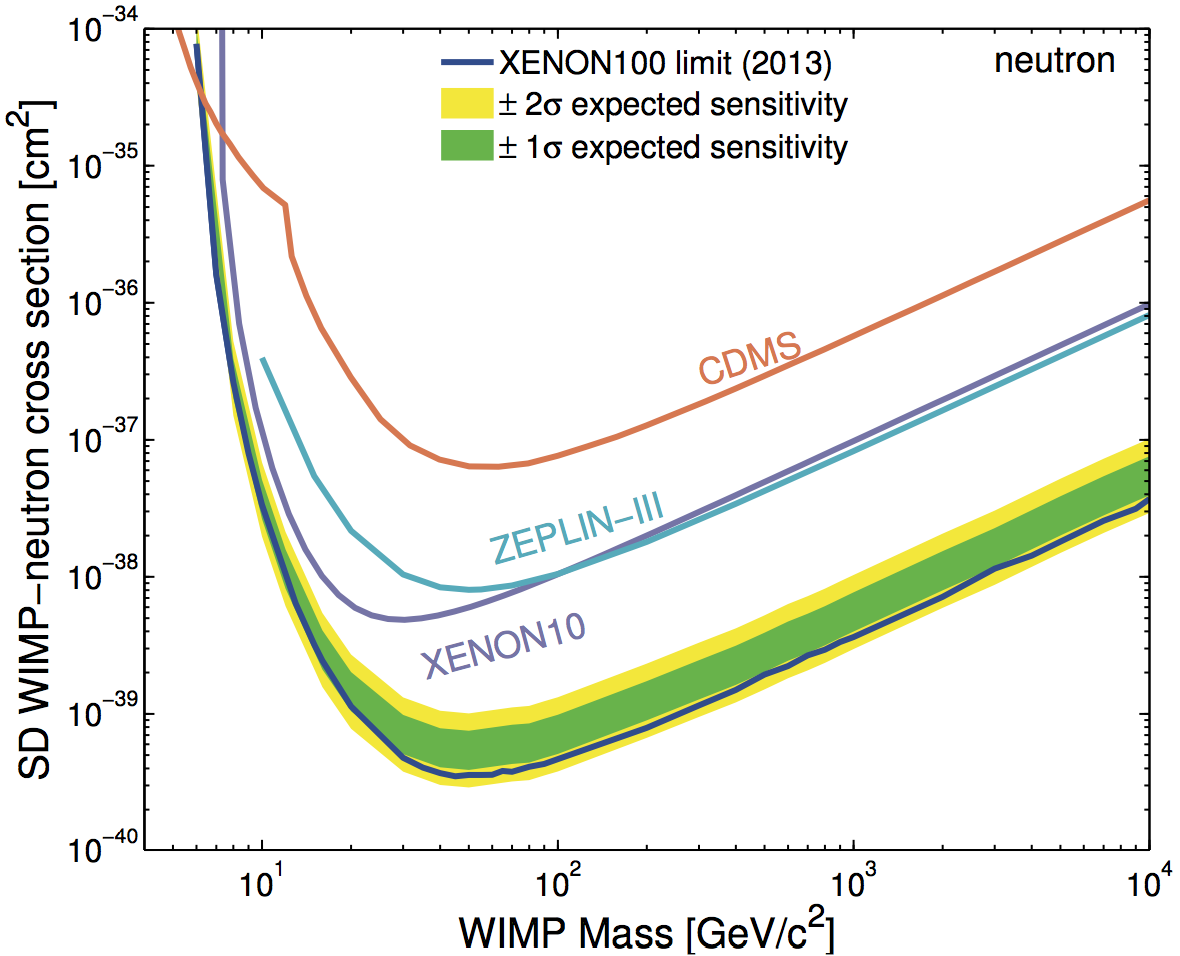 XENON100 limit (2013)
± 2σ expected sensitivity
± 1σ expected sensitivity
neutron
CDMS
ZEPLIN−III
XENON10
SD WIMP−neutron cross section [cm²]
10⁻³⁴
10⁻³⁵
10⁻³⁶
10⁻³⁷
10⁻³⁸
10⁻³⁹
10⁻⁴⁰
10¹ 10² 10³ 10⁴
WIMP Mass [GeV/c²]